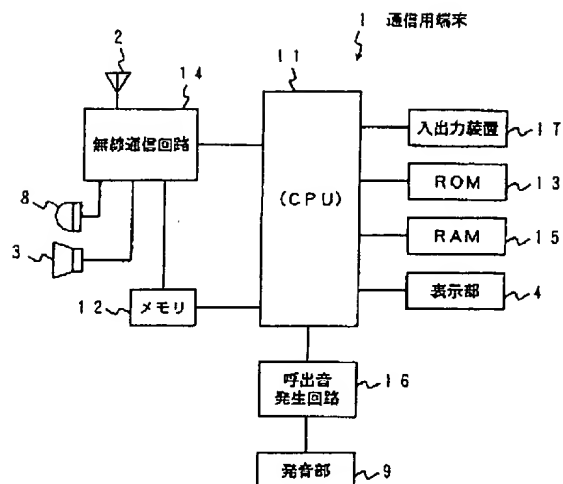 1 通信用端末
2
14
11
無線通信回路
(CPU)
入出力装置
17
8
ROM
13
3
RAM
15
12
メモリ
表示部
4
呼出音
発生回路
16
発音部
9